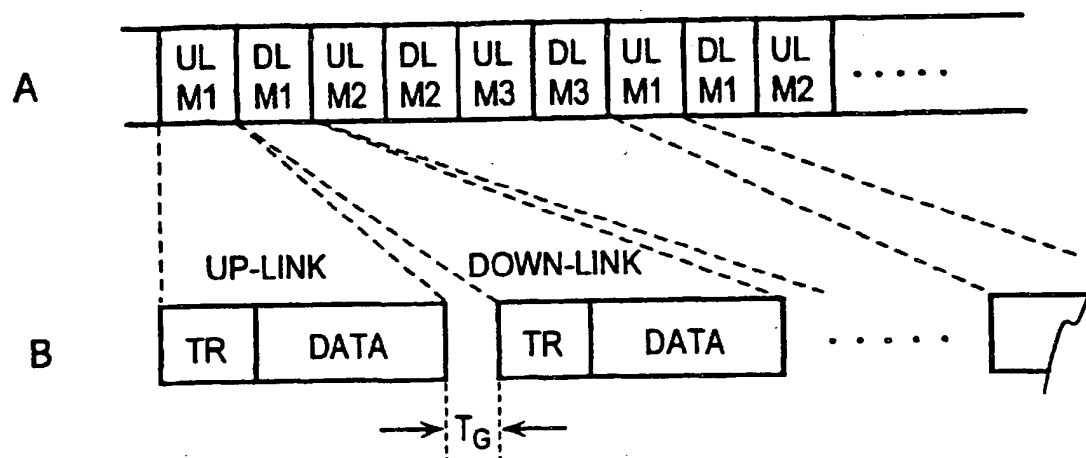 A
UL DL UL DL UL DL UL DL UL
M1 M1 M2 M2 M3 M3 M1 M1 M2 .....
UP-LINK DOWN-LINK
B
TR DATA TR DATA .....
TG